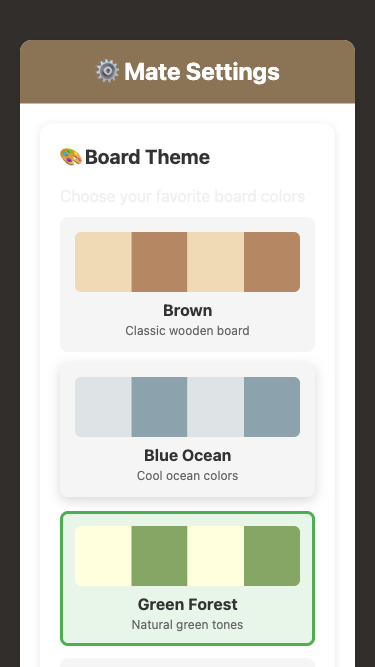 ⚙️ Mate Settings
🎨 Board Theme
Choose your favorite board colors
Brown
Classic wooden board
Blue Ocean
Cool ocean colors
Green Forest
Natural green tones